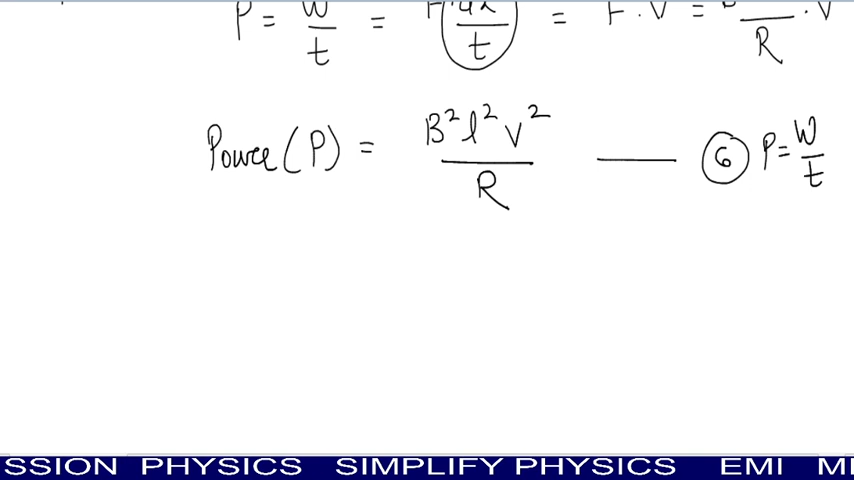 P = W/t = F(dx/t) = F · V = /R · V
Power (P) = B²l²V²/R —— ⑥ P = W/t
SSION PHYSICS SIMPLIFY PHYSICS EMI